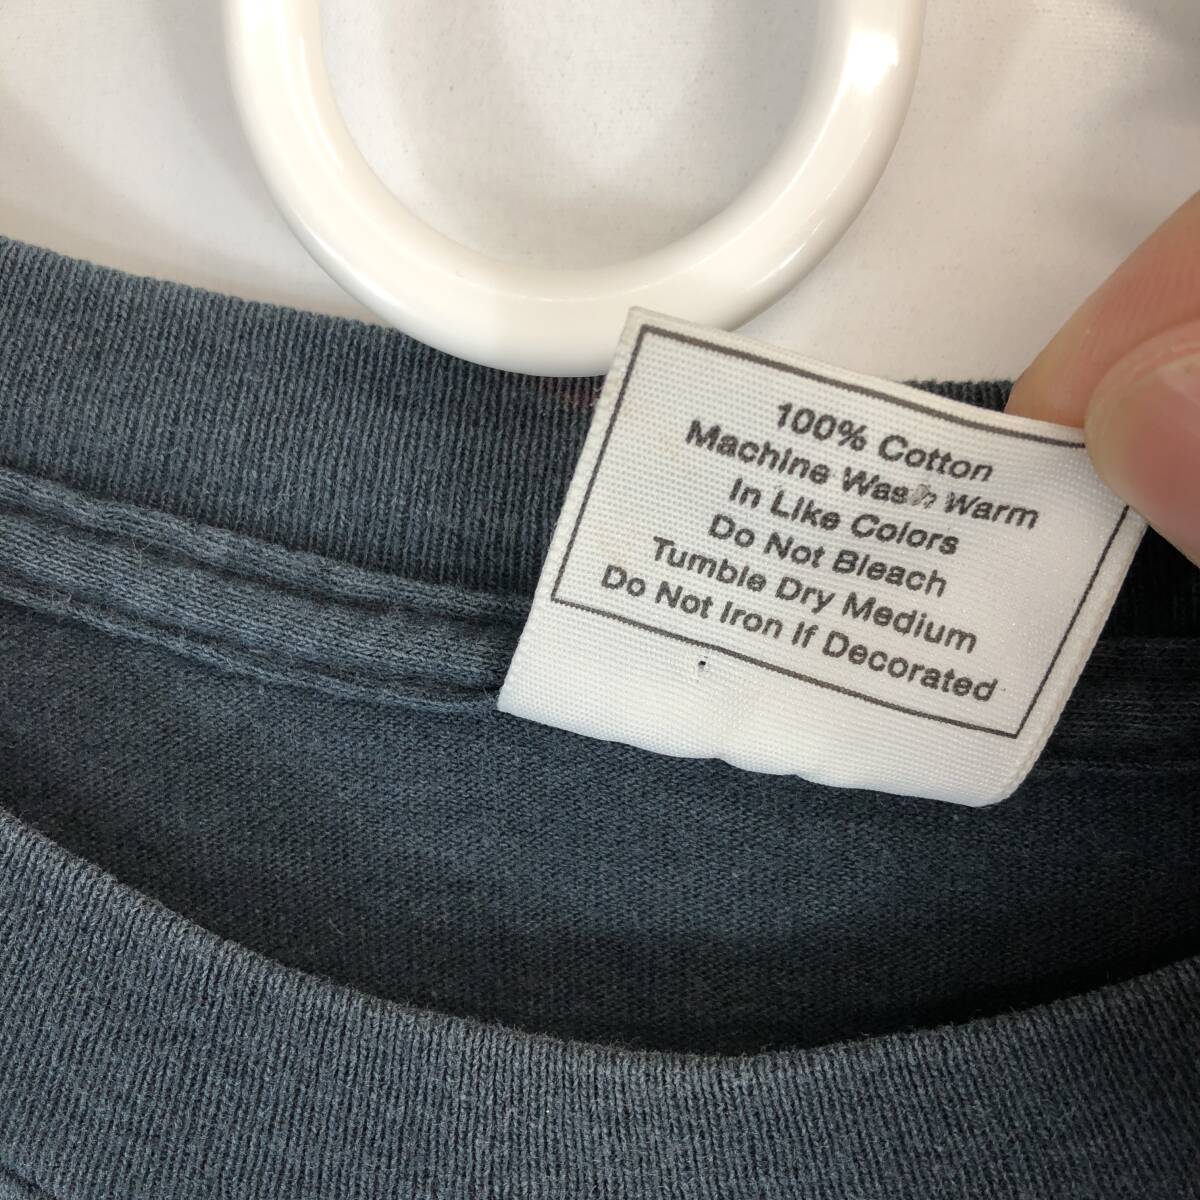 100% Cotton
Machine Wash Warm
In Like Colors
Do Not Bleach
Tumble Dry Medium
Do Not Iron If Decorated